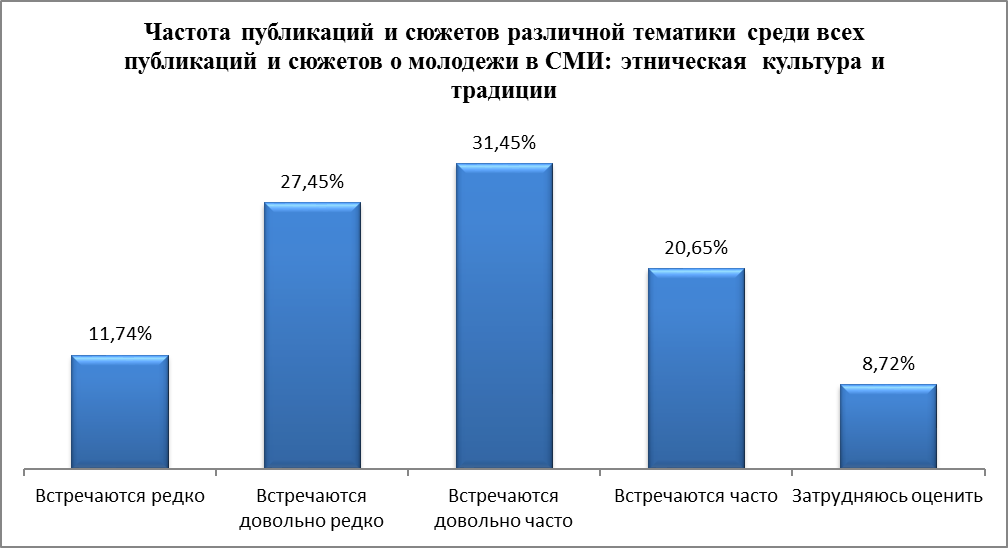 Частота публикаций и сюжетов различной тематики среди всех
публикаций и сюжетов о молодежи в СМИ: этническая культура и
традиции
31,45%
27,45%
20,65%
11,74%
8,72%
Встречаются редко
Встречаются
довольно редко
Встречаются
довольно часто
Встречаются часто
Затрудняюсь оценить